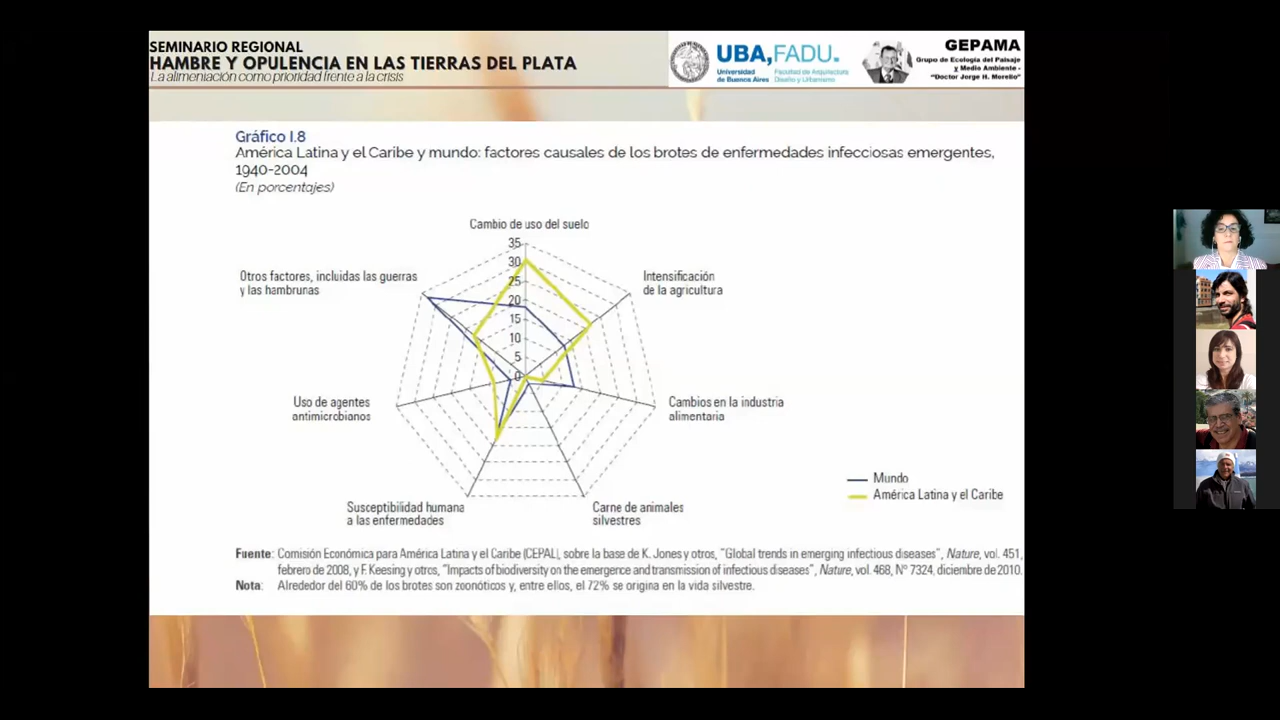 SEMINARIO REGIONAL
HAMBRE Y OPULENCIA EN LAS TIERRAS DEL PLATA
La alimentación como prioridad frente a la crisis
UBA,FADU.
Universidad de Buenos Aires
Facultad de Arquitectura Diseño y Urbanismo
GEPAMA
Grupo de Ecología del Paisaje
y Medio Ambiente -
"Doctor Jorge H. Morello"
Gráfico I.8
América Latina y el Caribe y mundo: factores causales de los brotes de enfermedades infecciosas emergentes,
1940-2004
(En porcentajes)
Cambio de uso del suelo
35
30
25
20
15
10
5
0
Otros factores, incluidas las guerras
y las hambrunas
Intensificación
de la agricultura
Uso de agentes
antimicrobianos
Cambios en la industria
alimentaria
Susceptibilidad humana
a las enfermedades
Carne de animales
silvestres
Mundo
América Latina y el Caribe
Fuente: Comisión Económica para América Latina y el Caribe (CEPAL), sobre la base de K. Jones y otros, "Global trends in emerging infectious diseases", Nature, vol. 451,
febrero de 2008, y F. Keesing y otros, "Impacts of biodiversity on the emergence and transmission of infectious diseases", Nature, vol. 468, N° 7324, diciembre de 2010.
Nota: Alrededor del 60% de los brotes son zoonóticos y, entre ellos, el 72% se origina en la vida silvestre.